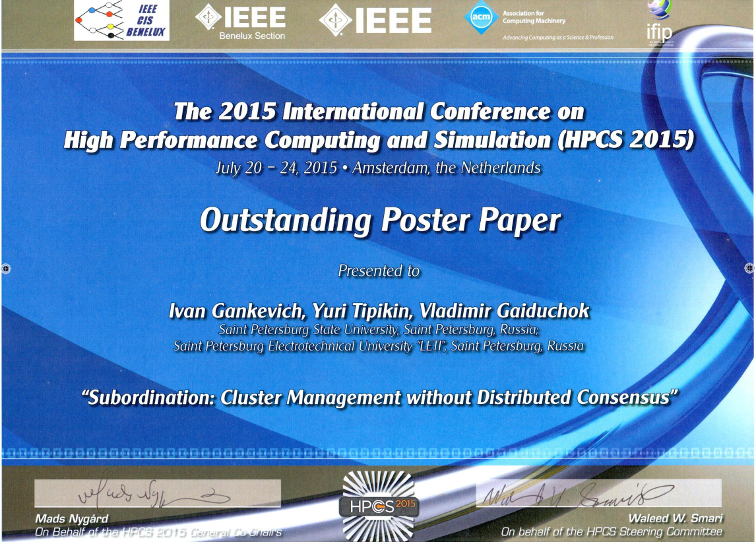 IEEE
CIS
BENELUX
IEEE
Benelux Section
IEEE
acm
Association for
Computing Machinery
Advancing Computing as a Science & Profession
ifip
The 2015 International Conference on
High Performance Computing and Simulation (HPCS 2015)
July 20 – 24, 2015 • Amsterdam, the Netherlands
Outstanding Poster Paper
Presented to
Ivan Gankevich, Yuri Tipikin, Vladimir Gaiduchok
Saint Petersburg State University, Saint Petersburg, Russia;
Saint Petersburg Electrotechnical University "LETI", Saint Petersburg, Russia
“Subordination: Cluster Management without Distributed Consensus”
Mads Nygård
On Behalf of the HPCS 2015 General Co-Chairs
HPCS 2015
Waleed W. Smari
On behalf of the HPCS Steering Committee